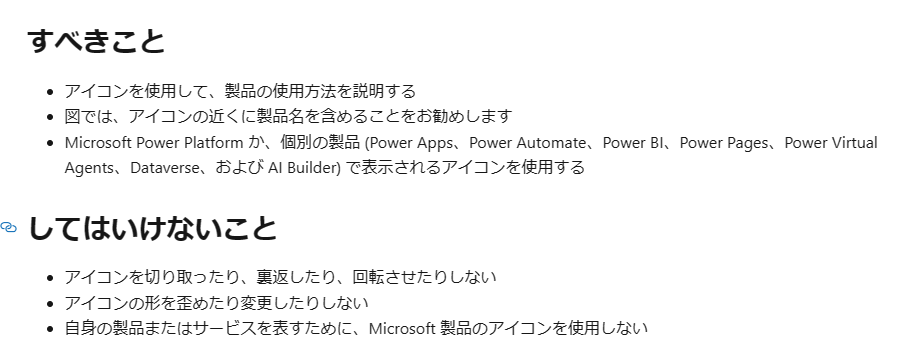 すべきこと
アイコンを使用して、製品の使用方法を説明する
図では、アイコンの近くに製品名を含めることをお勧めします
Microsoft Power Platform か、個別の製品 (Power Apps、Power Automate、Power BI、Power Pages、Power Virtual
Agents、Dataverse、および AI Builder) で表示されるアイコンを使用する
してはいけないこと
アイコンを切り取ったり、裏返したり、回転させたりしない
アイコンの形を歪めたり変更したりしない
自身の製品またはサービスを表すために、Microsoft 製品のアイコンを使用しない